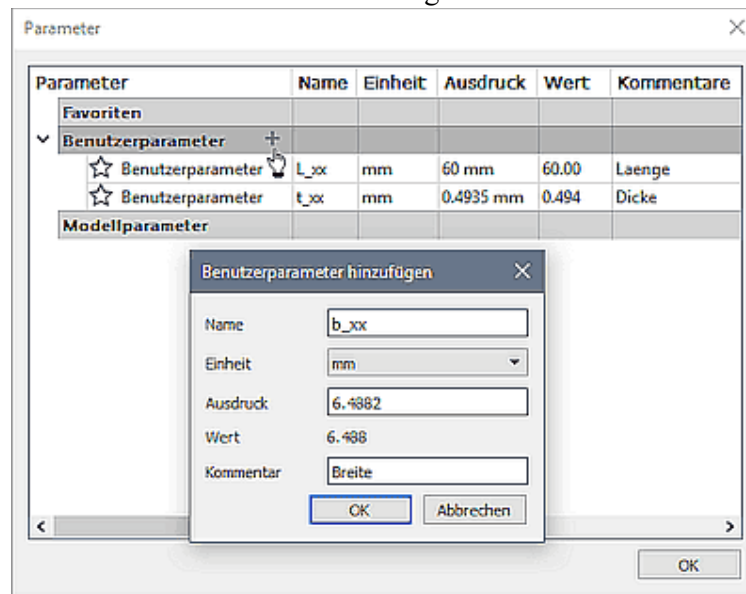 Parameter
Parameter Name Einheit Ausdruck Wert Kommentare
Favoriten
Benutzerparameter +
Benutzerparameter L_xx mm 60 mm 60.00 Laenge
Benutzerparameter t_xx mm 0.4935 mm 0.494 Dicke
Modellparameter
Benutzerparameter hinzufügen
Name b_xx
Einheit mm
Ausdruck 6.4882
Wert 6.488
Kommentar Breite
OK Abbrechen
OK